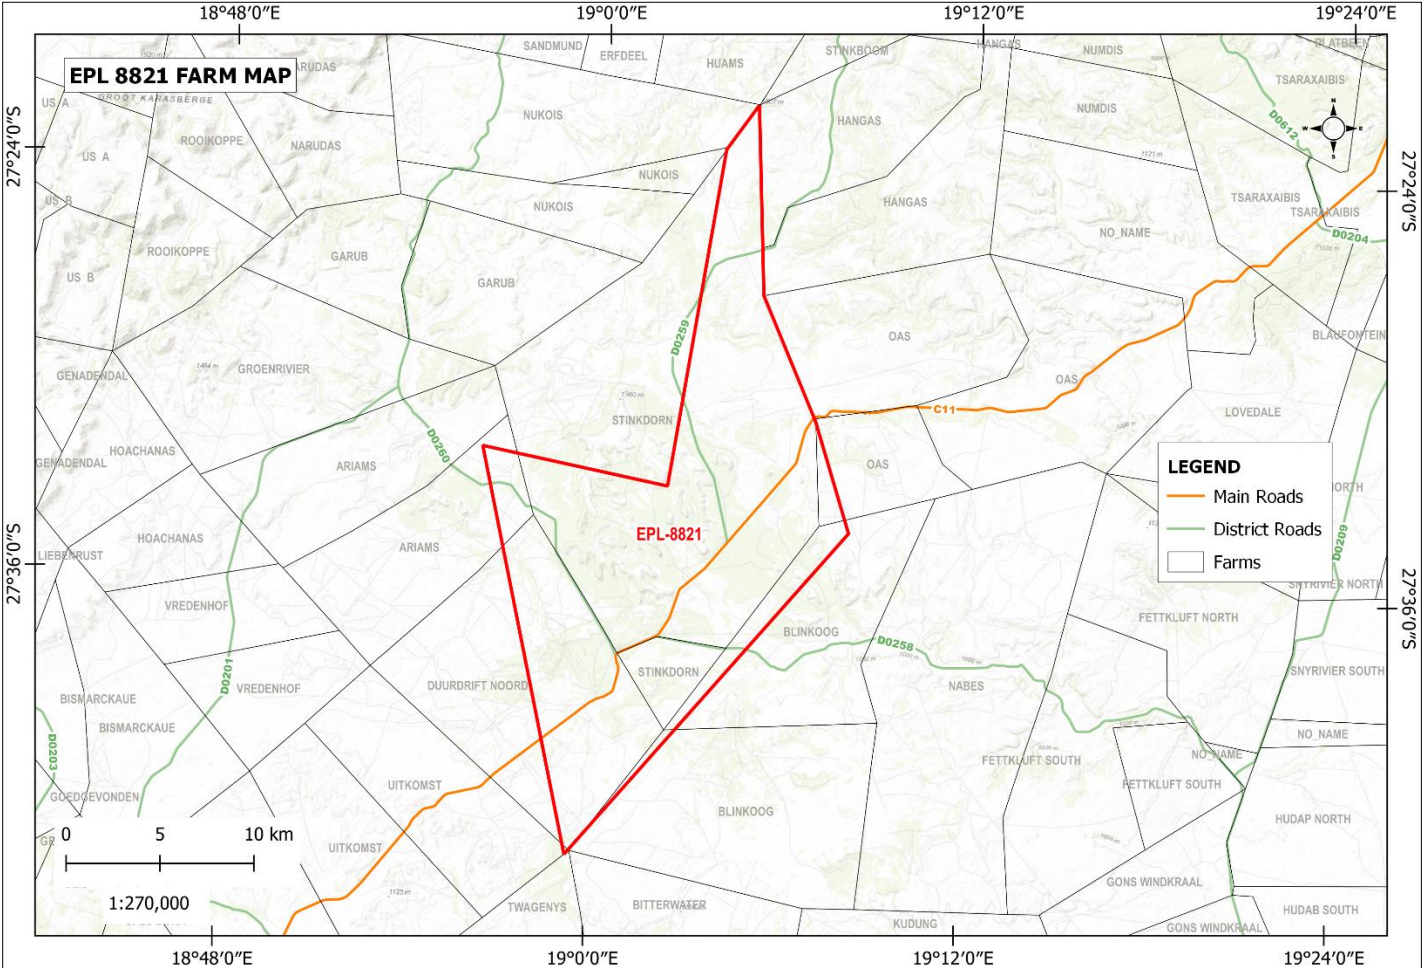 18°48′0″E 19°0′0″E 19°12′0″E 19°24′0″E
EPL 8821 FARM MAP
SANDMUND
ERFDEEL
HUAMS
STINKBOOM
HANGAS
NUMDIS
PLATBEEN
TSARAXAIBIS
GROOT KARASBERGE
US A
NUKOIS
HANGAS
NUMDIS
D0612
N
W E
S
ROOIKOPPE
NARUDAS
27°24′0″S
US A
1121 m
27°24′0″S
NUKOIS
US B
NUKOIS
HANGAS
TSARAXAIBIS
TSARAXAIBIS
NO_NAME
D0204
ROOIKOPPE
GARUB
US B
GARUB
D0259
OAS
BLAUFONTEIN
GENADENDAL
1484 m
GROENRIVIER
OAS
C11
LOVEDALE
STINKDORN
D0260
HOACHANAS
GENADENDAL
ARIAMS
OAS
LEGEND
Main Roads
District Roads
Farms
NORTH
D0209
EPL-8821
HOACHANAS
ARIAMS
LIEBENRUST
27°36′0″S
SNYRIVIER NORTH
27°36′0″S
VREDENHOF
FETTKLUFT NORTH
BLINKOOG
D0258
STINKDORN
SNYRIVIER SOUTH
D0201
VREDENHOF
DUURDRIFT NOORD
NABES
BISMARCKAUE
BISMARCKAUE
NO_NAME
D0203
NO_NAME
FETTKLUFT SOUTH
UITKOMST
FETTKLUFT SOUTH
GOEDGEVONDEN
BLINKOOG
HUDAP NORTH
0 5 10 km
UITKOMST
1:270,000
1125 m
GONS WINDKRAAL
TWAGENYS
BITTERWATER
HUDAB SOUTH
KUDUNG
GONS WINDKRAAL
18°48′0″E 19°0′0″E 19°12′0″E 19°24′0″E